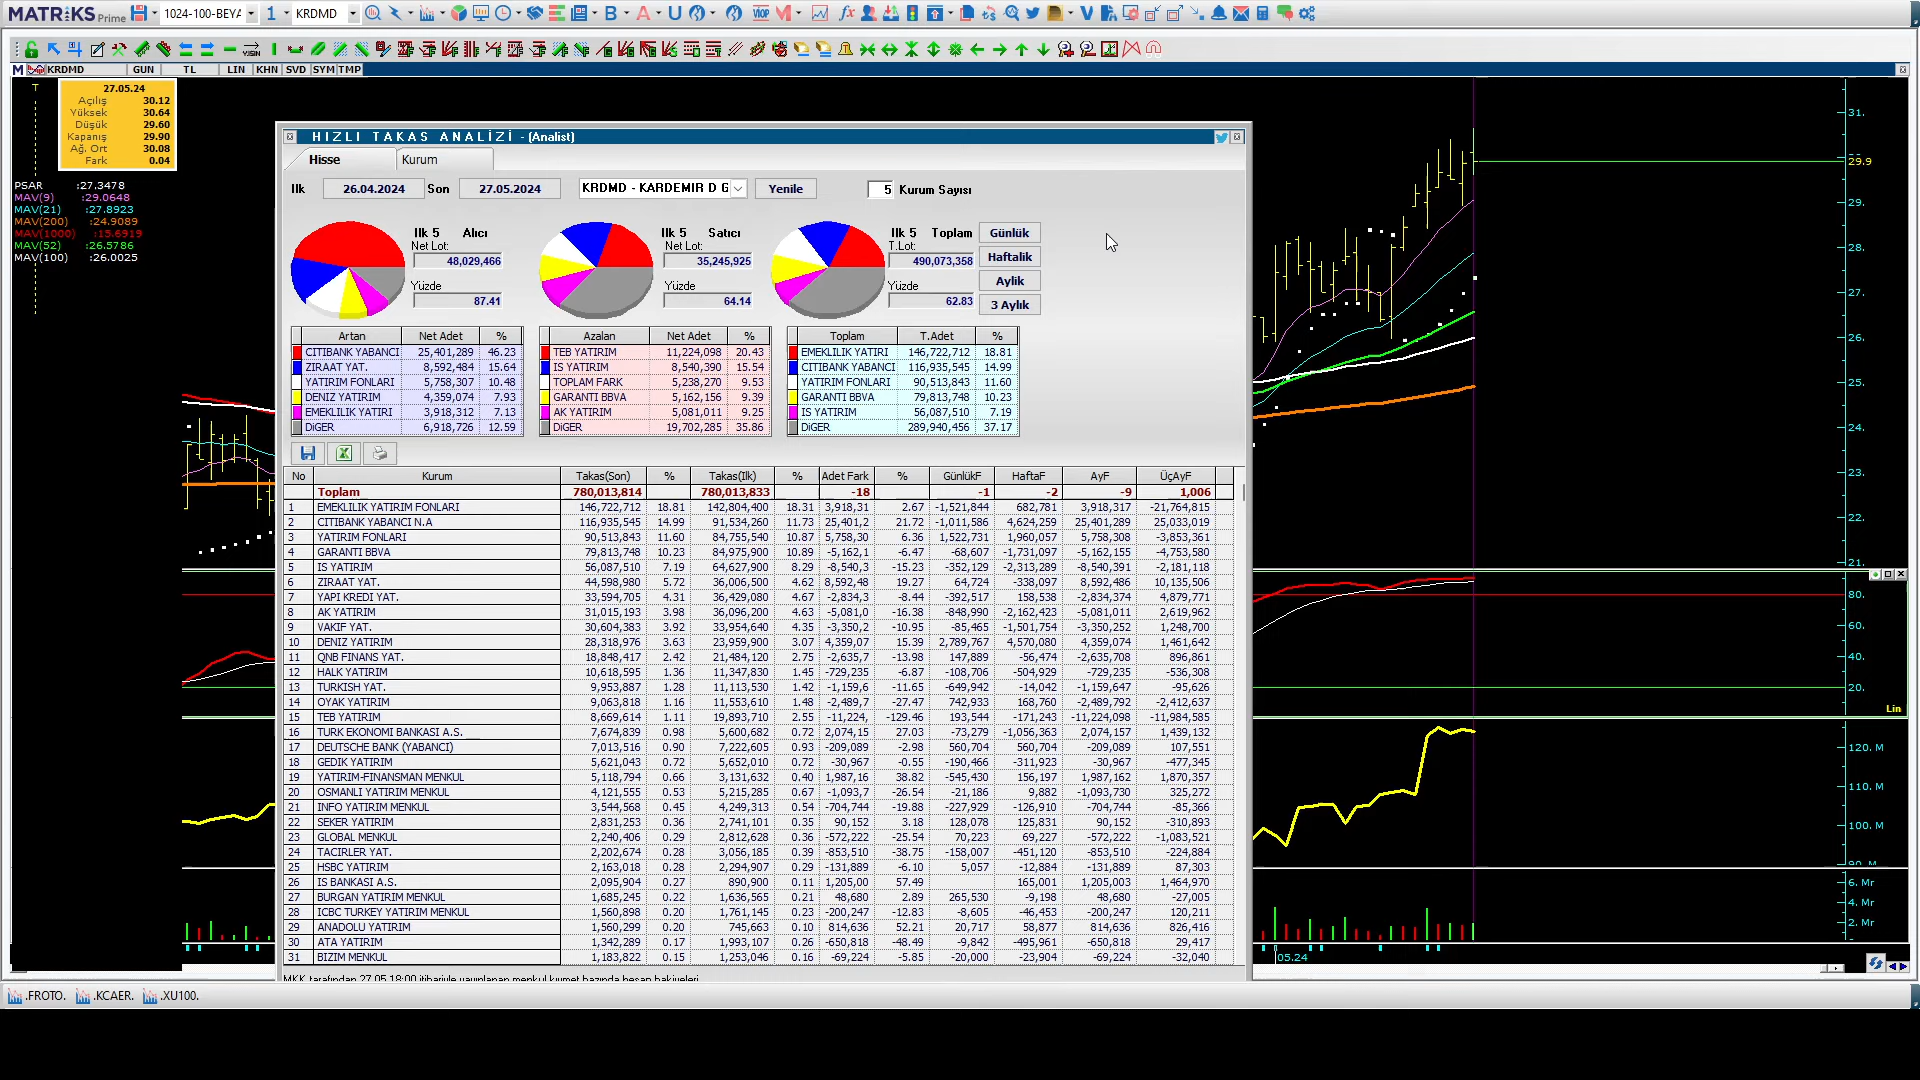 MATRİKS Prime 1024-100-BEYA 1 KRDMD
M KRDMD GUN TL LIN KHN SVD SYM TMP
T
27.05.24
Açılış 30.12
Yüksek 30.64
Düşük 29.60
Kapanış 29.90
Ağ. Ort 30.08
Fark 0.04
PSAR :27.3478
MAV(9) :29.0648
MAV(21) :27.8923
MAV(200) :24.9089
MAV(1000) :15.6919
MAV(52) :26.5786
MAV(100) :26.0025
HIZLI TAKAS ANALİZİ - (Analist)
Hisse Kurum
Ilk 26.04.2024 Son 27.05.2024 KRDMD - KARDEMIR D G Yenile 5 Kurum Sayısı
Ilk 5 Alıcı
Net Lot:
48,029,466
Yüzde
87.41
Ilk 5 Satıcı
Net Lot:
35,245,925
Yüzde
64.14
Ilk 5 Toplam
T.Lot:
490,073,358
Yüzde
62.83
Günlük
Haftalik
Aylik
3 Aylık
Artan Net Adet %
CITIBANK YABANCI 25,401,289 46.23
ZIRAAT YAT. 8,592,484 15.64
YATIRIM FONLARI 5,758,307 10.48
DENIZ YATIRIM 4,359,074 7.93
EMEKLILIK YATIRI 3,918,312 7.13
DİGER 6,918,726 12.59
Azalan Net Adet %
TEB YATIRIM 11,224,098 20.43
IS YATIRIM 8,540,390 15.54
TOPLAM FARK 5,238,270 9.53
GARANTI BBVA 5,162,156 9.39
AK YATIRIM 5,081,011 9.25
DİGER 19,702,285 35.86
Toplam T.Adet %
EMEKLILIK YATIRI 146,722,712 18.81
CITIBANK YABANCI 116,935,545 14.99
YATIRIM FONLARI 90,513,843 11.60
GARANTI BBVA 79,813,748 10.23
IS YATIRIM 56,087,510 7.19
DİGER 289,940,456 37.17
No Kurum Takas(Son) % Takas(Ilk) % Adet Fark % GünlükF HaftaF AyF ÜçAyF
Toplam 780,013,814 780,013,833 -18 -1 -2 -9 1,006
1 EMEKLILIK YATIRIM FONLARI 146,722,712 18.81 142,804,400 18.31 3,918,31 2.67 -1,521,844 682,781 3,918,317 -21,764,815
2 CITIBANK YABANCI N.A 116,935,545 14.99 91,534,260 11.73 25,401,2 21.72 -1,011,586 4,624,259 25,401,289 25,033,019
3 YATIRIM FONLARI 90,513,843 11.60 84,755,540 10.87 5,758,30 6.36 1,522,731 1,960,057 5,758,308 -3,853,361
4 GARANTI BBVA 79,813,748 10.23 84,975,900 10.89 -5,162,1 -6.47 -68,607 -1,731,097 -5,162,155 -4,753,580
5 IS YATIRIM 56,087,510 7.19 64,627,900 8.29 -8,540,3 -15.23 -352,129 -2,313,289 -8,540,391 -2,181,118
6 ZIRAAT YAT. 44,598,980 5.72 36,006,500 4.62 8,592,48 19.27 64,724 -338,097 8,592,486 10,135,506
7 YAPI KREDI YAT. 33,594,705 4.31 36,429,080 4.67 -2,834,3 -8.44 -392,517 158,538 -2,834,374 4,879,771
8 AK YATIRIM 31,015,193 3.98 36,096,200 4.63 -5,081,0 -16.38 -848,990 -2,162,423 -5,081,011 2,619,962
9 VAKIF YAT. 30,604,383 3.92 33,954,640 4.35 -3,350,2 -10.95 -85,465 -1,501,754 -3,350,252 1,248,700
10 DENIZ YATIRIM 28,318,976 3.63 23,959,900 3.07 4,359,07 15.39 2,789,767 4,570,080 4,359,074 1,461,642
11 QNB FINANS YAT. 18,848,417 2.42 21,484,120 2.75 -2,635,7 -13.98 147,889 -56,474 -2,635,708 896,861
12 HALK YATIRIM 10,618,595 1.36 11,347,830 1.45 -729,235 -6.87 -108,706 -504,929 -729,235 -536,308
13 TURKISH YAT. 9,953,887 1.28 11,113,530 1.42 -1,159,6 -11.65 -649,942 -14,042 -1,159,647 -95,626
14 OYAK YATIRIM 9,063,818 1.16 11,553,610 1.48 -2,489,7 -27.47 742,933 168,760 -2,489,792 -2,412,637
15 TEB YATIRIM 8,669,614 1.11 19,893,710 2.55 -11,224, -129.46 193,544 -171,243 -11,224,098 -11,984,585
16 TURK EKONOMI BANKASI A.S. 7,674,839 0.98 5,600,682 0.72 2,074,15 27.03 -73,279 -1,056,363 2,074,157 1,439,132
17 DEUTSCHE BANK (YABANCI) 7,013,516 0.90 7,222,605 0.93 -209,089 -2.98 560,704 560,704 -209,089 107,551
18 GEDIK YATIRIM 5,621,043 0.72 5,652,010 0.72 -30,967 -0.55 -190,466 -311,923 -30,967 -477,345
19 YATIRIM-FINANSMAN MENKUL 5,118,794 0.66 3,131,632 0.40 1,987,16 38.82 -545,430 156,197 1,987,162 1,870,357
20 OSMANLI YATIRIM MENKUL 4,121,555 0.53 5,215,285 0.67 -1,093,7 -26.54 -21,186 9,882 -1,093,730 325,272
21 INFO YATIRIM MENKUL 3,544,568 0.45 4,249,313 0.54 -704,744 -19.88 -227,929 -126,910 -704,744 -85,366
22 SEKER YATIRIM 2,831,253 0.36 2,741,101 0.35 90,152 3.18 128,078 125,831 90,152 -310,893
23 GLOBAL MENKUL 2,240,406 0.29 2,812,628 0.36 -572,222 -25.54 70,223 69,227 -572,222 -1,083,521
24 TACIRLER YAT. 2,202,674 0.28 3,056,185 0.39 -853,510 -38.75 -158,007 -451,120 -853,510 -224,884
25 HSBC YATIRIM 2,163,018 0.28 2,294,907 0.29 -131,889 -6.10 5,057 -12,884 -131,889 87,303
26 IS BANKASI A.S. 2,095,904 0.27 890,900 0.11 1,205,00 57.49 165,001 1,205,003 1,464,970
27 BURGAN YATIRIM MENKUL 1,685,245 0.22 1,636,565 0.21 48,680 2.89 265,530 -9,198 48,680 -27,005
28 ICBC TURKEY YATIRIM MENKUL 1,560,898 0.20 1,761,145 0.23 -200,247 -12.83 -8,605 -46,453 -200,247 120,211
29 ANADOLU YATIRIM 1,560,299 0.20 745,663 0.10 814,636 52.21 20,717 58,877 814,636 826,416
30 ATA YATIRIM 1,342,289 0.17 1,993,107 0.26 -650,818 -48.49 -9,842 -495,961 -650,818 29,417
31 BIZIM MENKUL 1,183,822 0.15 1,253,046 0.16 -69,224 -5.85 -20,000 -23,904 -69,224 -32,040
31.
29.9
29.
28.
27.
26.
25.
24.
23.
22.
21.
80.
60.
40.
20.
Lin
120. M
110. M
100. M
90. M
6. Mr
4. Mr
2. Mr
05.24
.FROTO. .KCAER. .XU100.